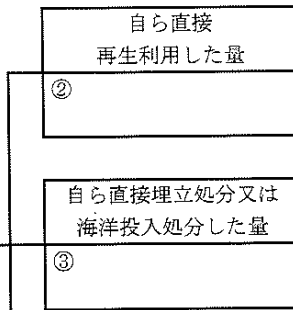 自ら直接
再生利用した量
②
自ら直接埋立処分又は
海洋投入処分した量
③